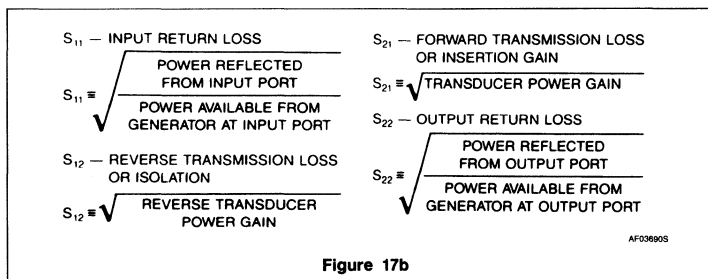 S11 — INPUT RETURN LOSS
S11 ≡ √
POWER REFLECTED
FROM INPUT PORT
POWER AVAILABLE FROM
GENERATOR AT INPUT PORT
S12 — REVERSE TRANSMISSION LOSS
OR ISOLATION
S12 ≡ √
REVERSE TRANSDUCER
POWER GAIN
S21 — FORWARD TRANSMISSION LOSS
OR INSERTION GAIN
S21 ≡ √ TRANSDUCER POWER GAIN
S22 — OUTPUT RETURN LOSS
S22 ≡ √
POWER REFLECTED
FROM OUTPUT PORT
POWER AVAILABLE FROM
GENERATOR AT OUTPUT PORT
AF03690S
Figure 17b